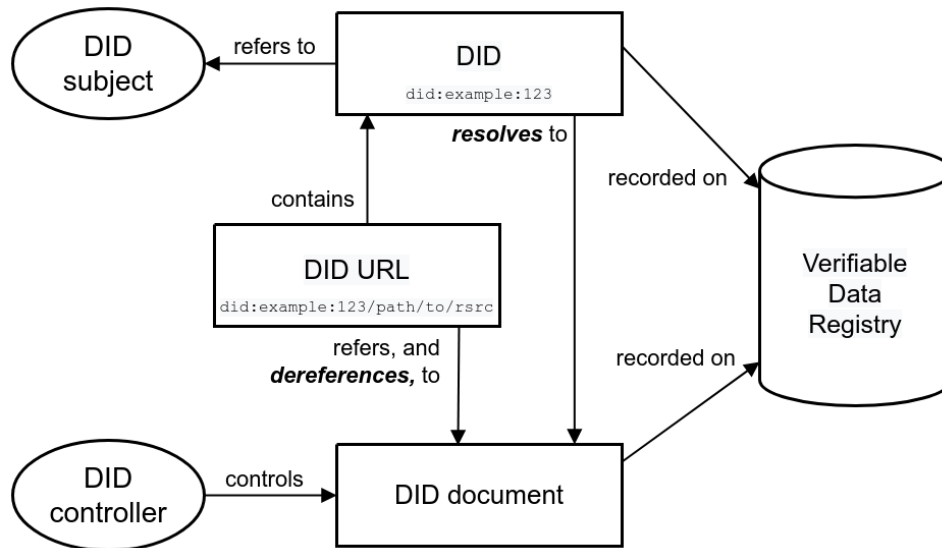 DID
subject
refers to
DID
did:example:123
resolves to
recorded on
contains
DID URL
did:example:123/path/to/rsrc
Verifiable
Data
Registry
refers, and
dereferences, to
recorded on
DID
controller
controls
DID document